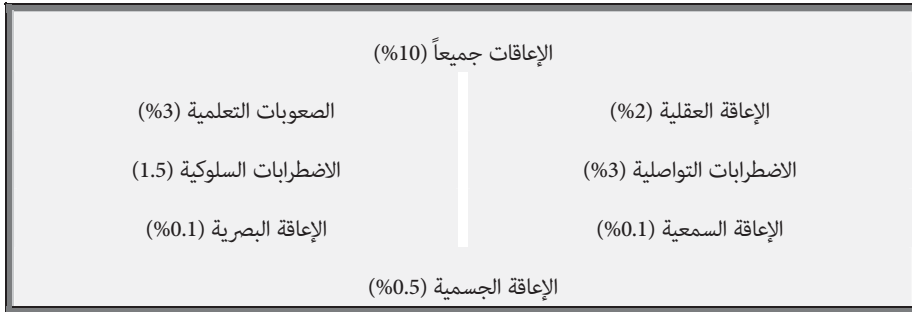 الإعاقات جميعاً (10%)
الإعاقة العقلية (2%) الصعوبات التعلمية (3%)
الاضطرابات التواصلية (3%) الاضطرابات السلوكية (1.5)
الإعاقة السمعية (0.1%) الإعاقة البصرية (0.1%)
الإعاقة الجسمية (0.5%)